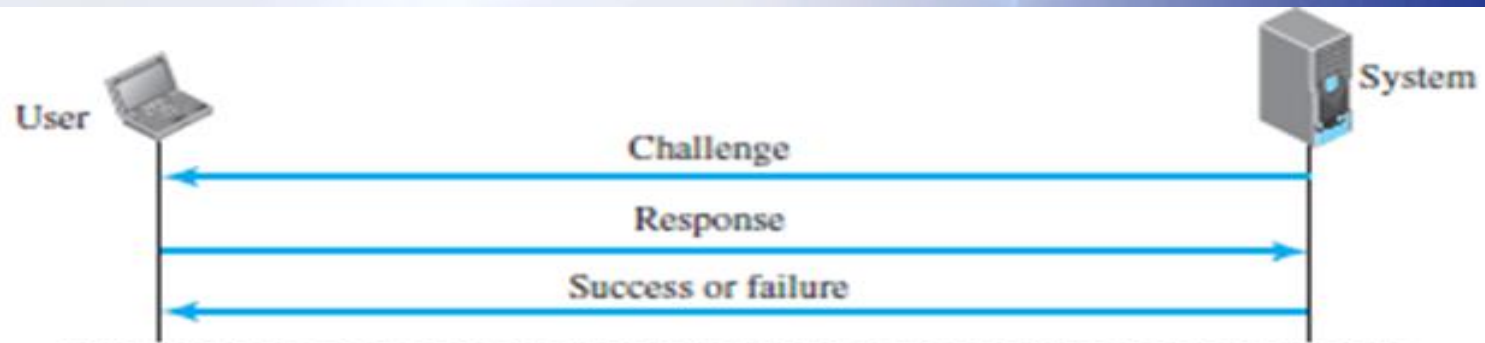 User
System
Challenge
Response
Success or failure